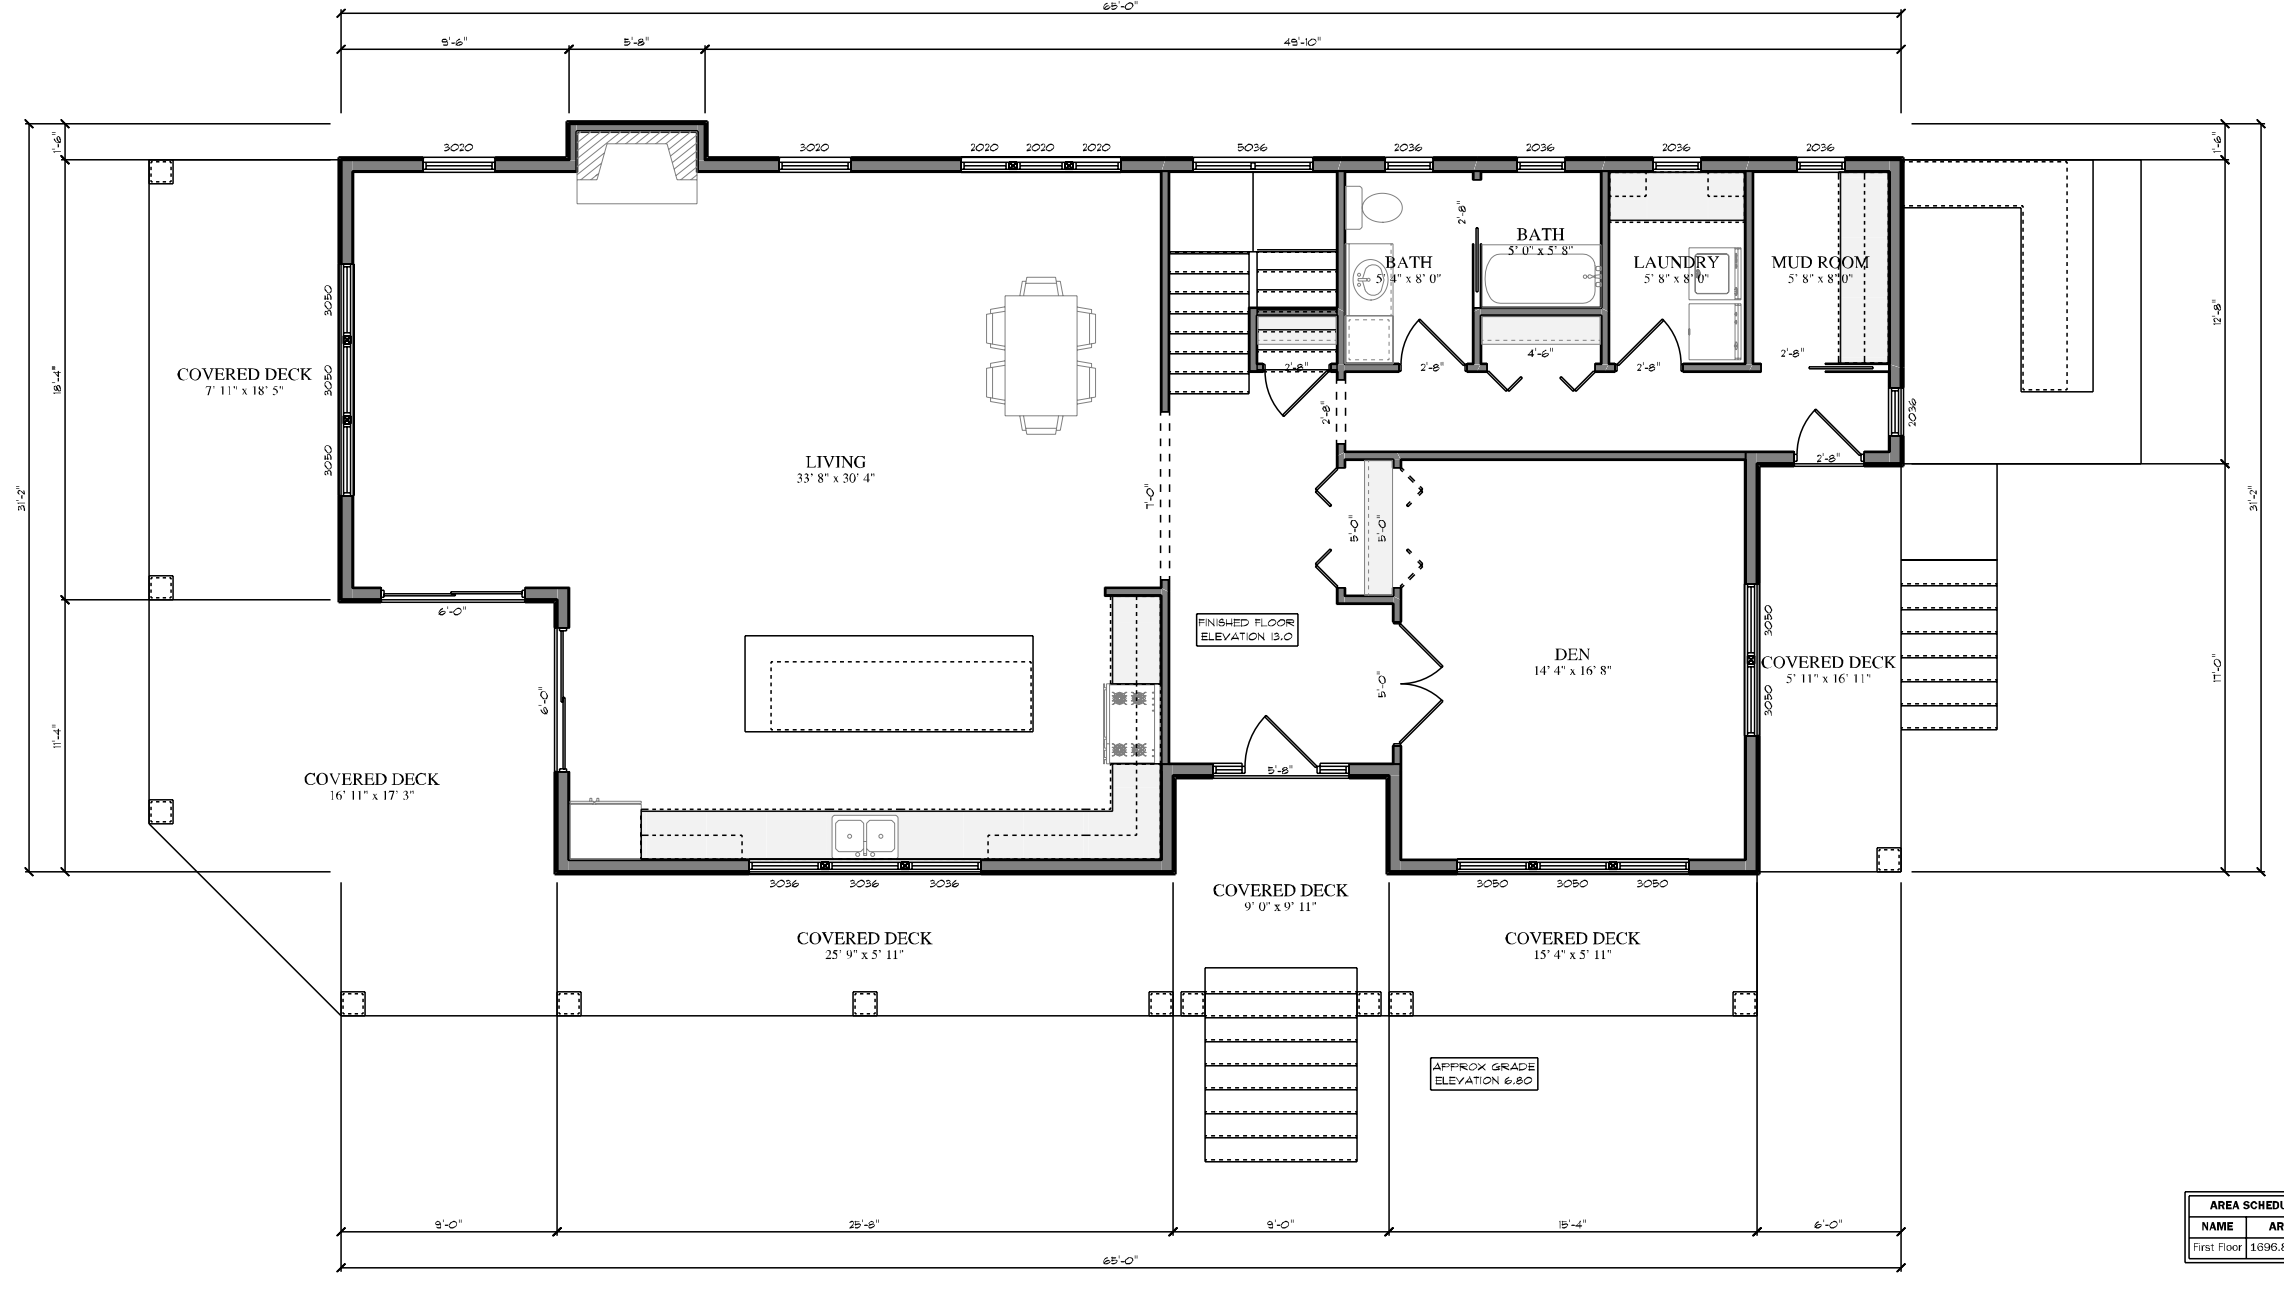 65'-0"
9'-6"
5'-8"
49'-10"
1'-6"
1'-6"
3020
3020
2020 2020 2020
5036
2036
2036
2036
2036
2'-8"
BATH
5' 0" x 5' 8"
BATH
5' 4" x 8' 0"
LAUNDRY
5' 8" x 8' 0"
MUD ROOM
5' 8" x 8' 0"
3050
3050
3050
12'-8"
COVERED DECK
7' 11" x 18' 5"
18'-4"
2'-8"
2'-8"
4'-6"
2'-8"
2'-8"
2'-8"
2036
LIVING
33' 8" x 30' 4"
2'-8"
31'-2"
7'-0"
5'-0"
5'-0"
31'-2"
6'-0"
FINISHED FLOOR
ELEVATION 13.0
DEN
14' 4" x 16' 8"
3050
3050
COVERED DECK
5' 11" x 16' 11"
17'-0"
6'-0"
5'-0"
11'-4"
COVERED DECK
16' 11" x 17' 3"
5'-8"
3036 3036 3036
3050 3050 3050
COVERED DECK
9' 0" x 9' 11"
COVERED DECK
25' 9" x 5' 11"
COVERED DECK
15' 4" x 5' 11"
APPROX GRADE
ELEVATION 6.80
AREA SCHEDU
NAME AR
First Floor 1696.8
9'-0"
25'-8"
9'-0"
15'-4"
6'-0"
65'-0"